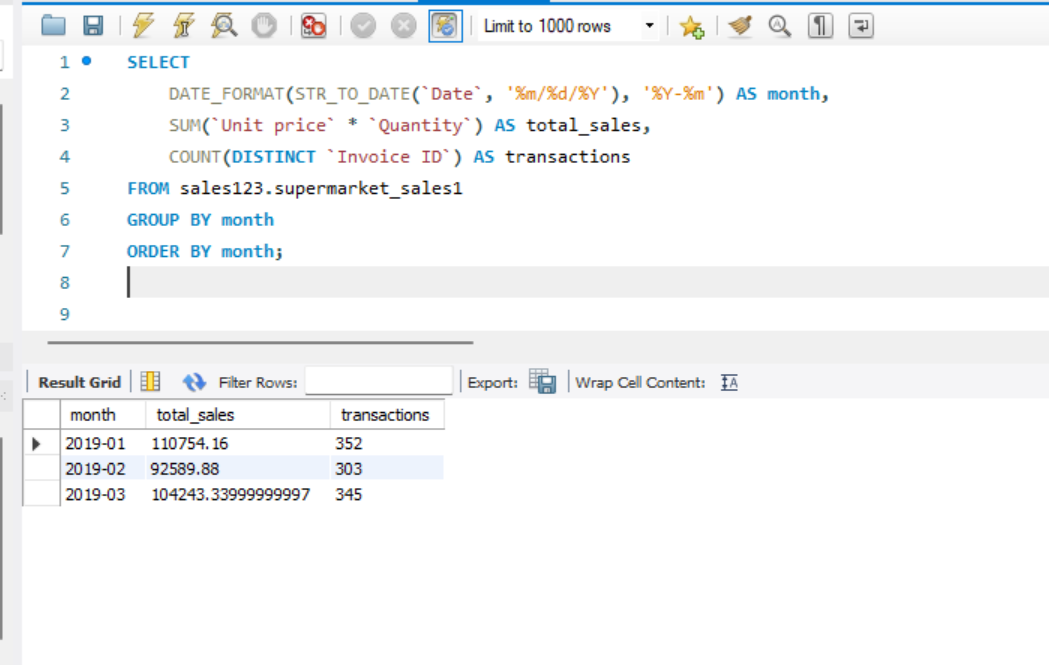 Limit to 1000 rows
1 SELECT
2 DATE_FORMAT(STR_TO_DATE(`Date`, '%m/%d/%Y'), '%Y-%m') AS month,
3 SUM(`Unit price` * `Quantity`) AS total_sales,
4 COUNT(DISTINCT `Invoice ID`) AS transactions
5 FROM sales123.supermarket_sales1
6 GROUP BY month
7 ORDER BY month;
8
9
Result Grid Filter Rows: Export: Wrap Cell Content: IA
month total_sales transactions
2019-01 110754.16 352
2019-02 92589.88 303
2019-03 104243.33999999997 345